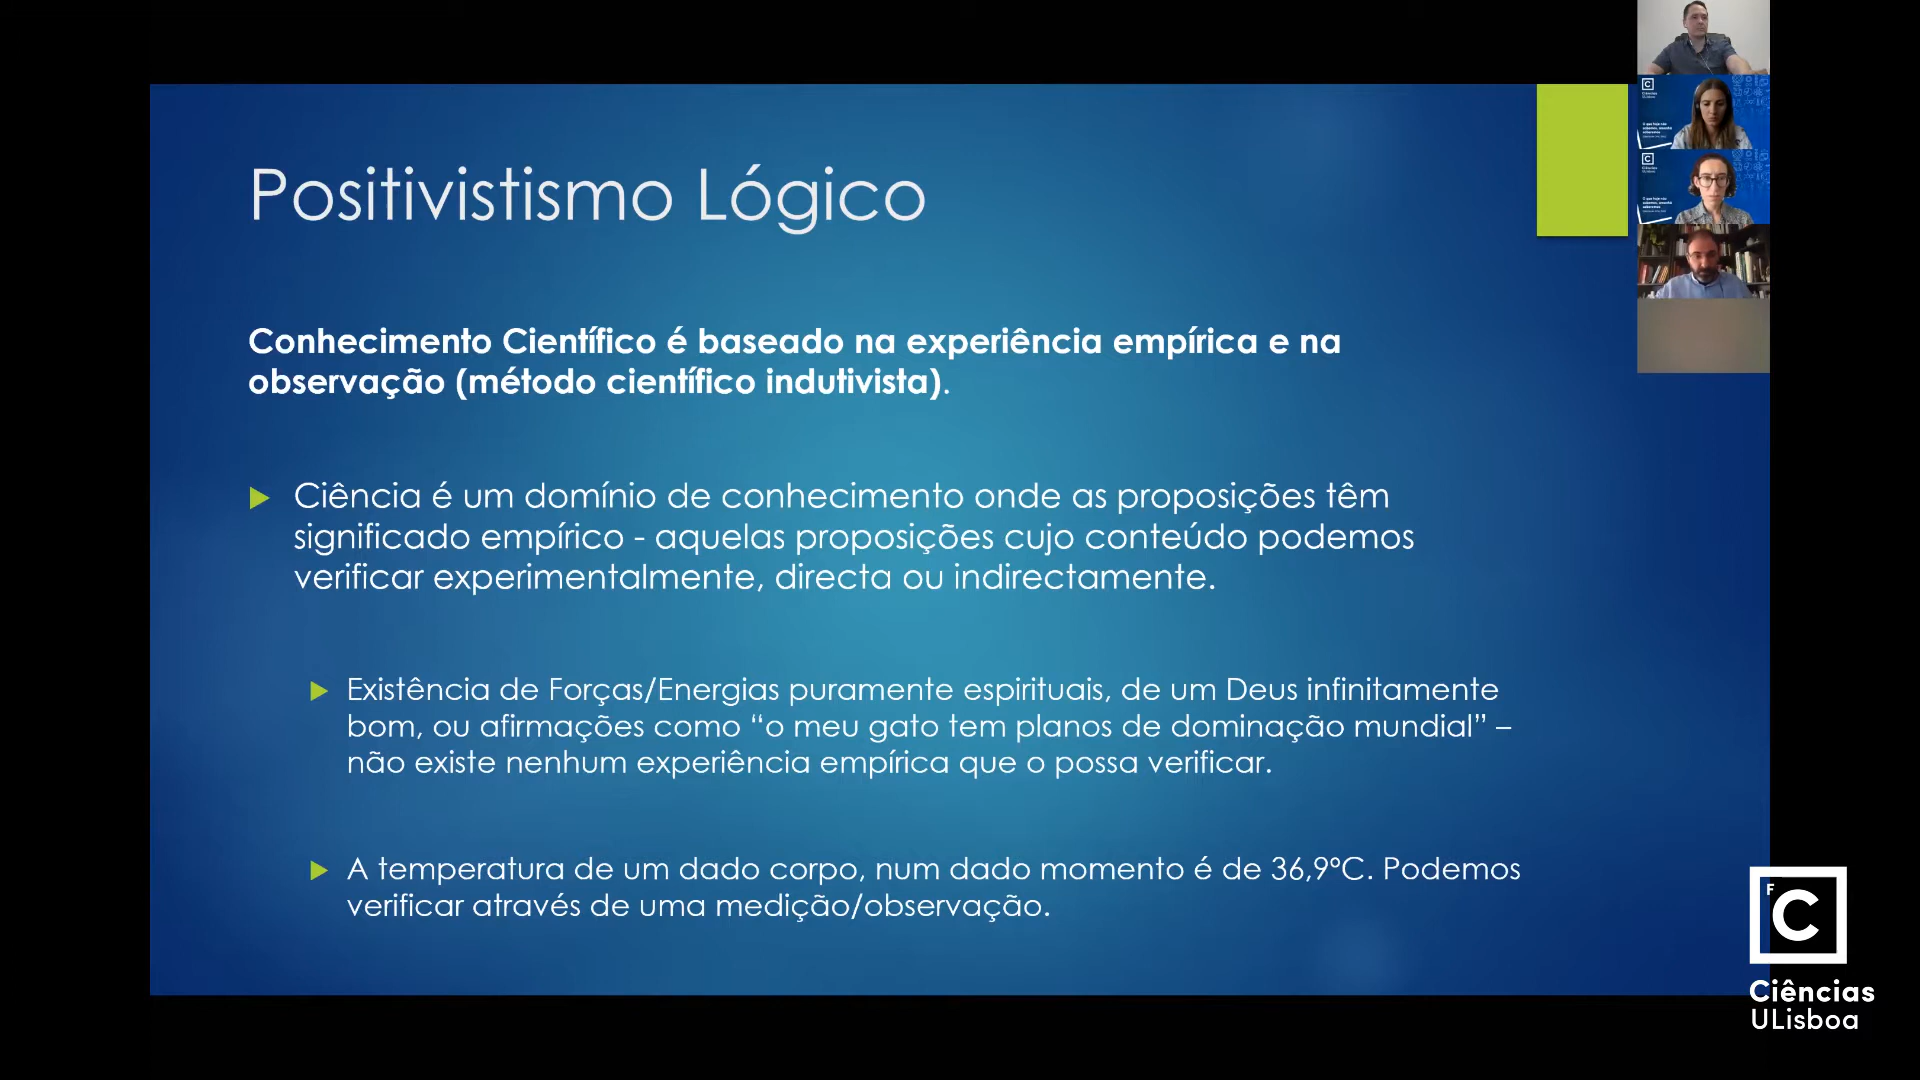 Positivistismo Lógico
Conhecimento Científico é baseado na experiência empírica e na
observação (método científico indutivista).
Ciência é um domínio de conhecimento onde as proposições têm
significado empírico - aquelas proposições cujo conteúdo podemos
verificar experimentalmente, directa ou indirectamente.
Existência de Forças/Energias puramente espirituais, de um Deus infinitamente
bom, ou afirmações como “o meu gato tem planos de dominação mundial” –
não existe nenhum experiência empírica que o possa verificar.
A temperatura de um dado corpo, num dado momento é de 36,9ºC. Podemos
verificar através de uma medição/observação.
F
C
Ciências
ULisboa